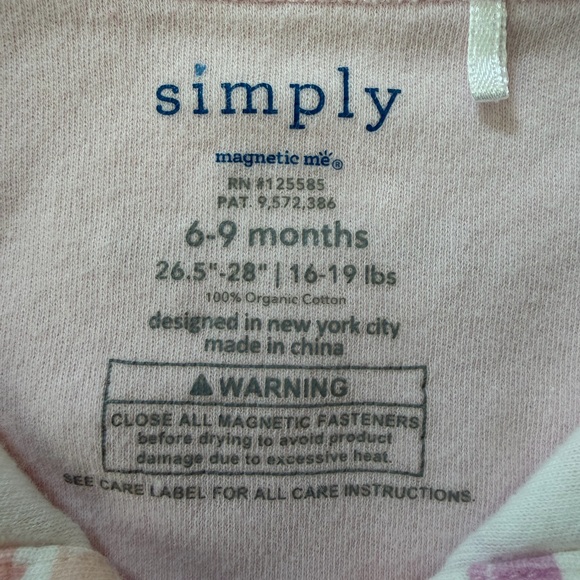 simply
magnetic me®
RN #125585
PAT. 9,572,386
6-9 months
26.5"-28" | 16-19 lbs
100% Organic Cotton
designed in new york city
made in china
⚠ WARNING
CLOSE ALL MAGNETIC FASTENERS
before drying to avoid product
damage due to excessive heat.
SEE CARE LABEL FOR ALL CARE INSTRUCTIONS.